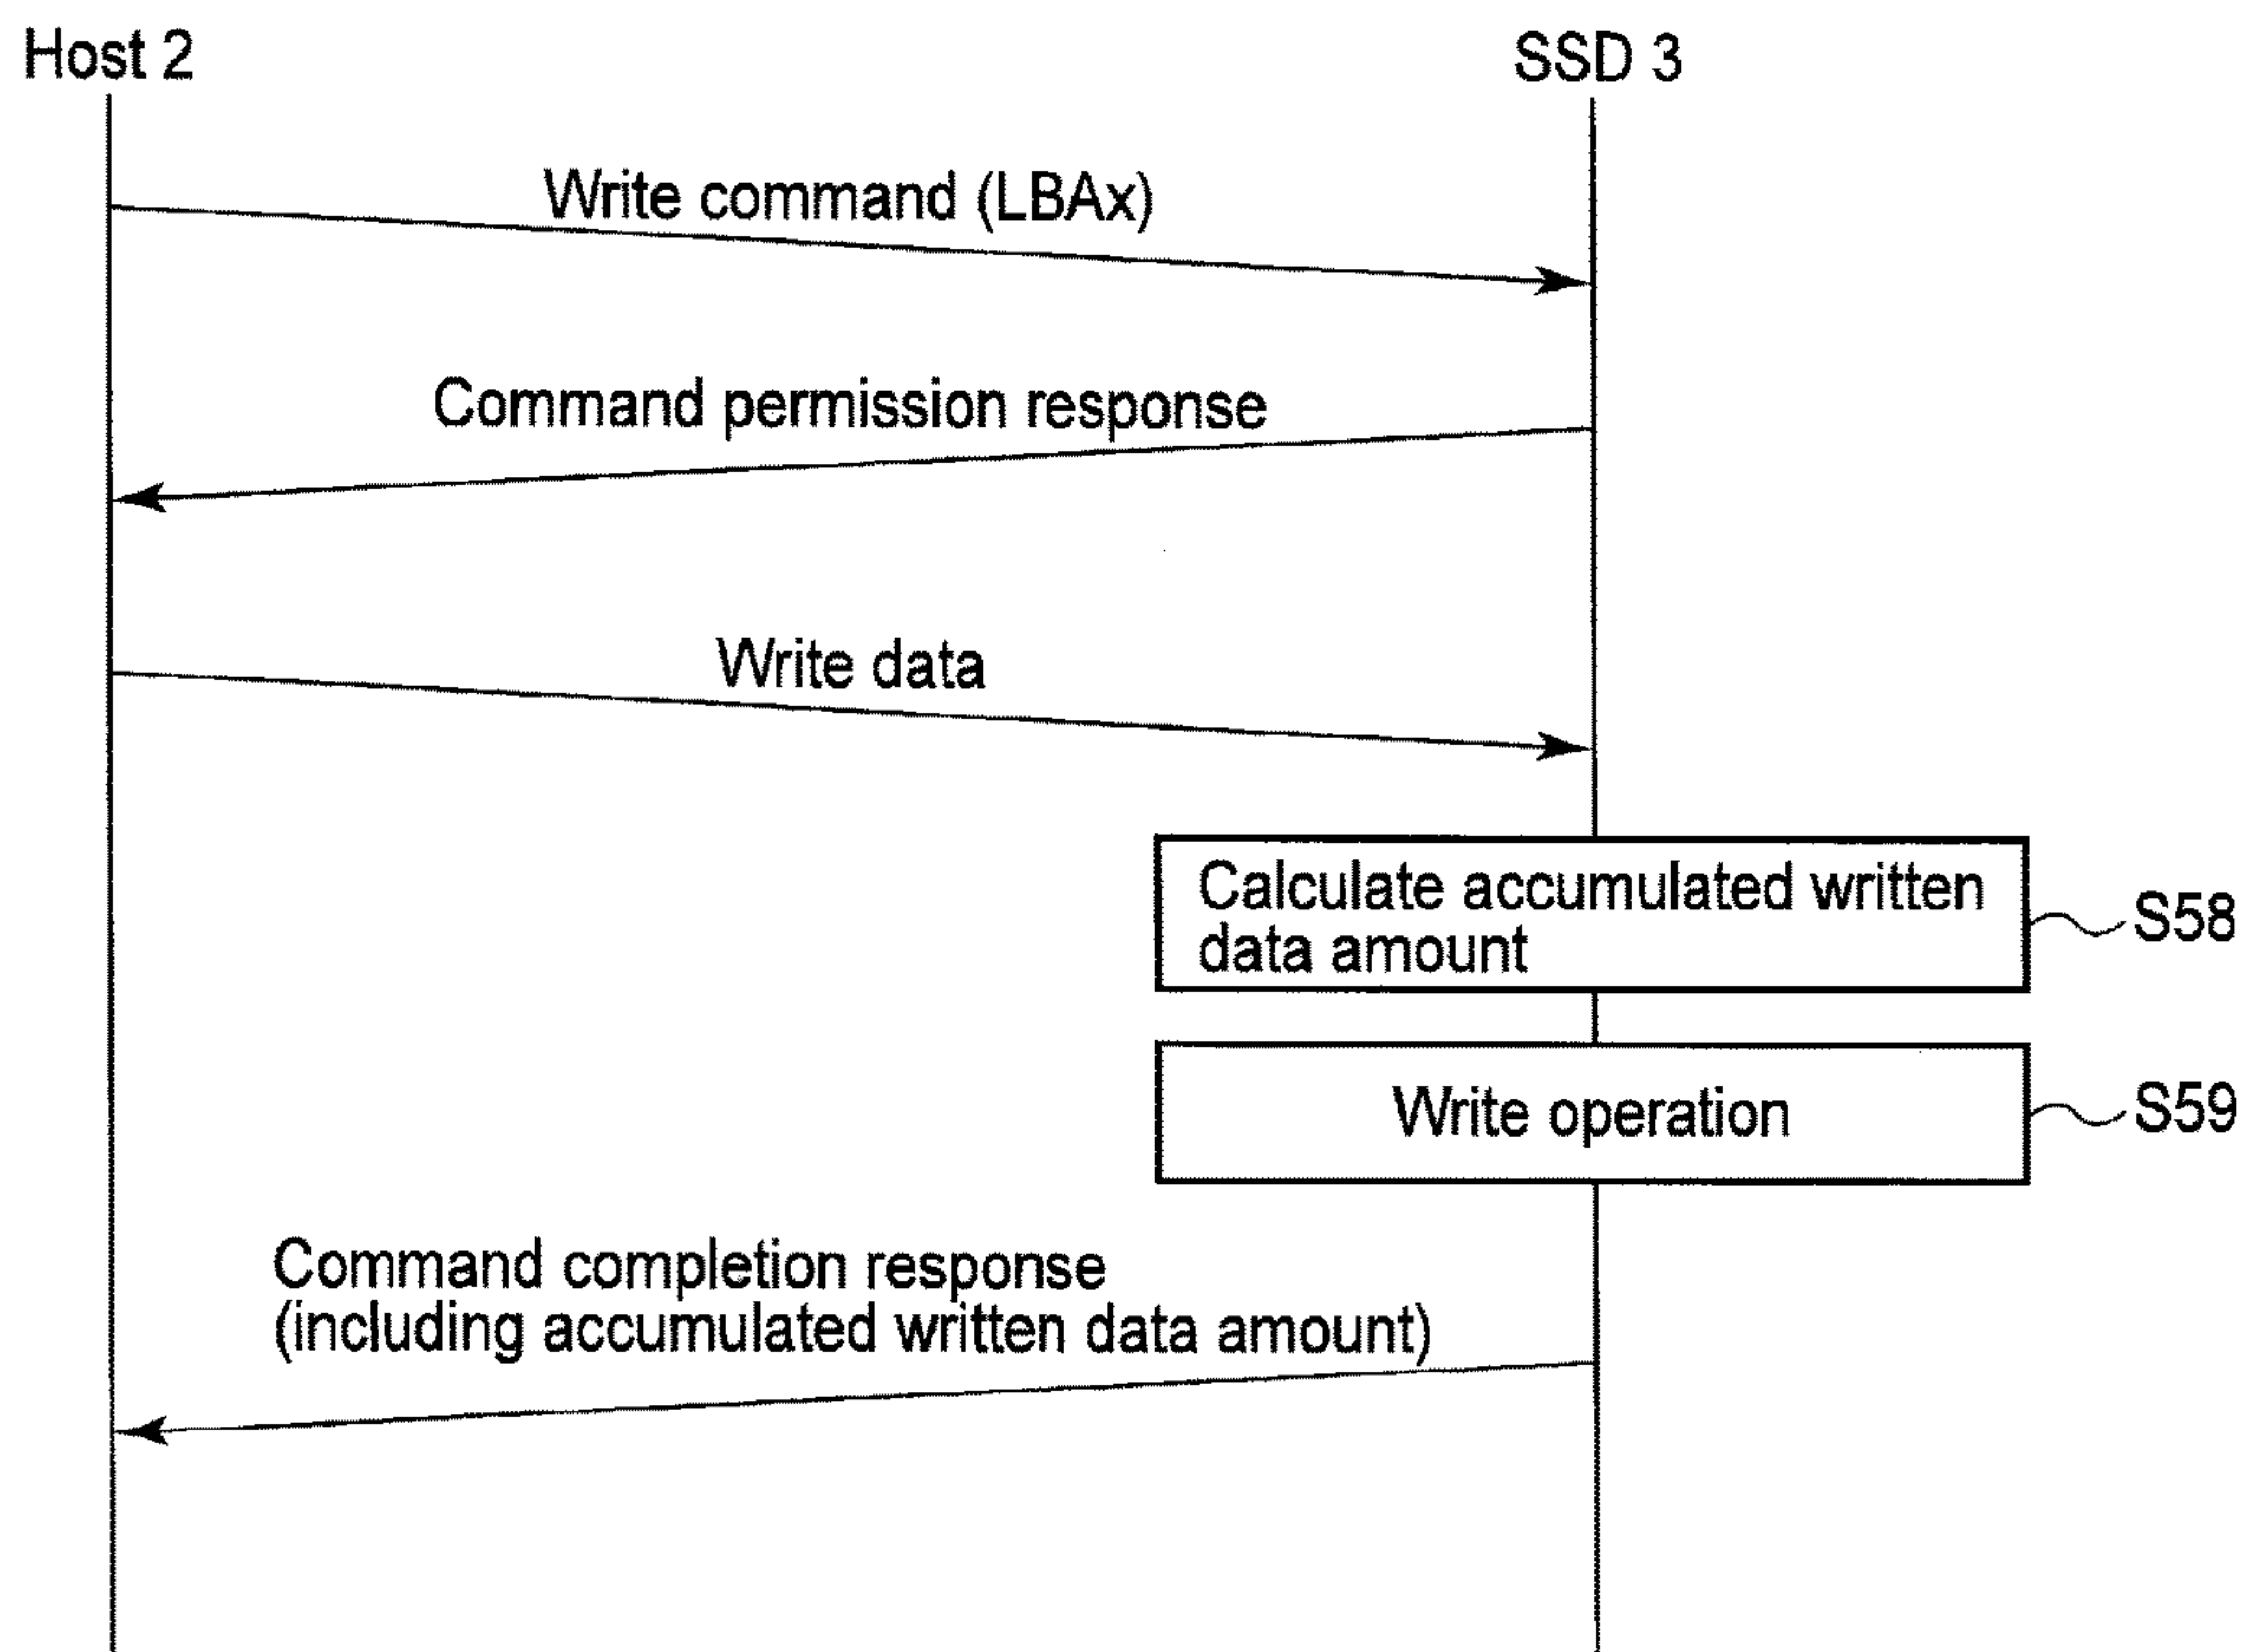 Host 2
SSD 3
Write command (LBAx)
Command permission response
Write data
Calculate accumulated written
data amount
S58
Write operation
S59
Command completion response
(including accumulated written data amount)